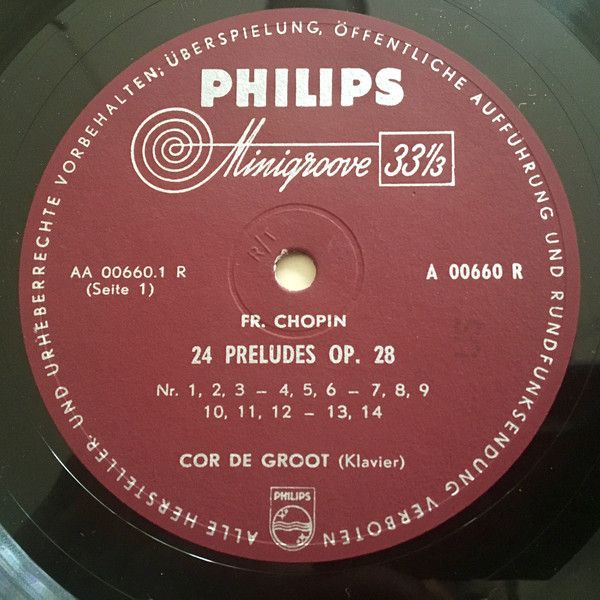 ALLE HERSTELLER- UND URHEBERRECHTE VORBEHALTEN; ÜBERSPIELUNG, ÖFFENTLICHE AUFFÜHRUNG UND RUNDFUNKSENDUNG VERBOTEN
PHILIPS
Minigroove 33⅓
R/1
AA 00660.1 R
(Seite 1)
A 00660 R
FR. CHOPIN
24 PRELUDES OP. 28
Nr. 1, 2, 3 – 4, 5, 6 – 7, 8, 9
10, 11, 12 – 13, 14
COR DE GROOT (Klavier)
PHILIPS